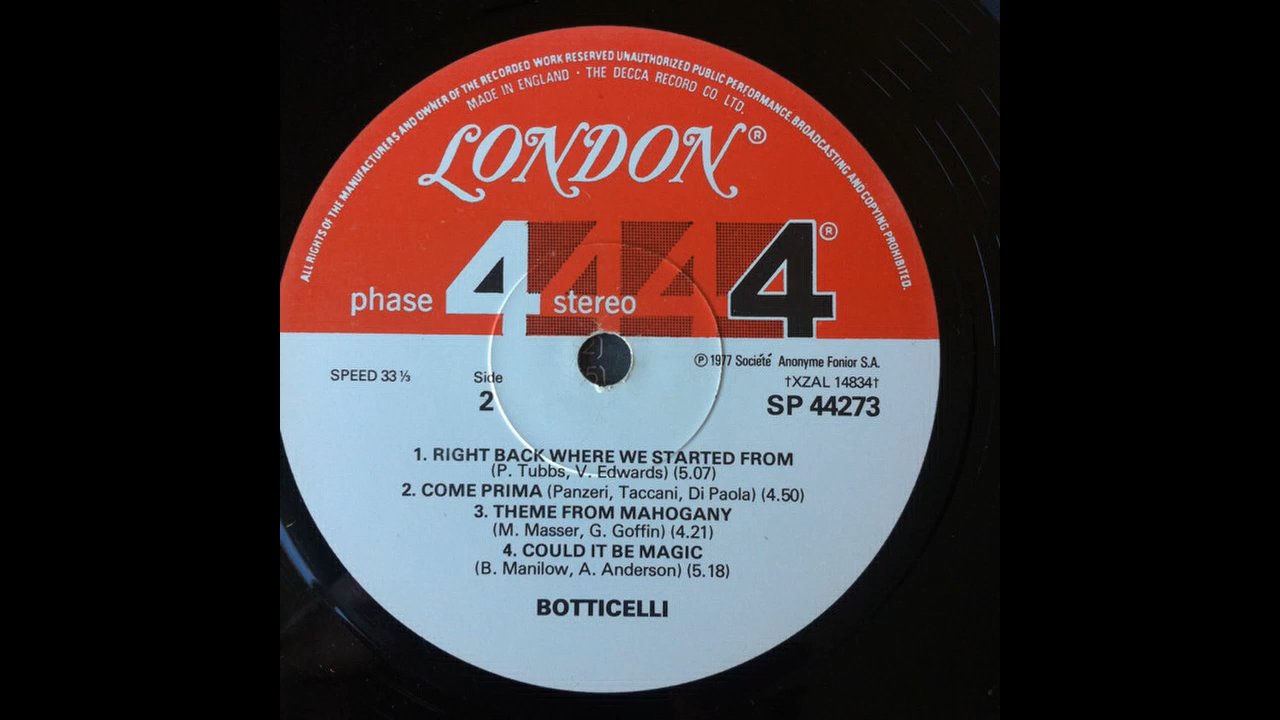 ALL RIGHTS OF THE MANUFACTURERS AND OWNER OF THE RECORDED WORK RESERVED UNAUTHORIZED PUBLIC PERFORMANCE, BROADCASTING AND COPYING PROHIBITED.
MADE IN ENGLAND · THE DECCA RECORD CO. LTD.
LONDON®
phase 4 stereo 4 4 4®
℗ 1977 Société Anonyme Fonior S.A.
SPEED 33⅓
Side
†XZAL 14834†
2
SP 44273
1. RIGHT BACK WHERE WE STARTED FROM
(P. Tubbs, V. Edwards) (5.07)
2. COME PRIMA (Panzeri, Taccani, Di Paola) (4.50)
3. THEME FROM MAHOGANY
(M. Masser, G. Goffin) (4.21)
4. COULD IT BE MAGIC
(B. Manilow, A. Anderson) (5.18)
BOTTICELLI